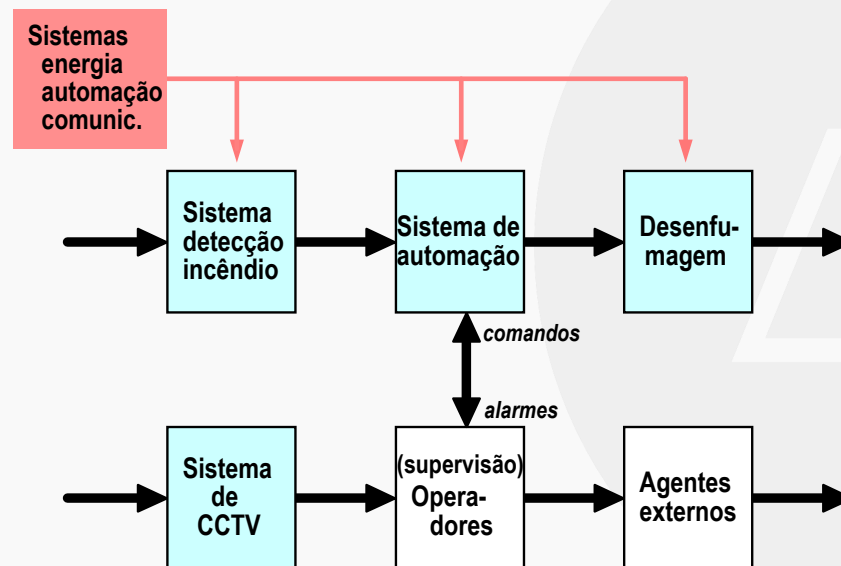 Sistemas
energia
automação
comunic.
Sistema
detecção
incêndio
Sistema de
automação
Desenfu-
magem
comandos
alarmes
Sistema
de
CCTV
(supervisão)
Opera-
dores
Agentes
externos